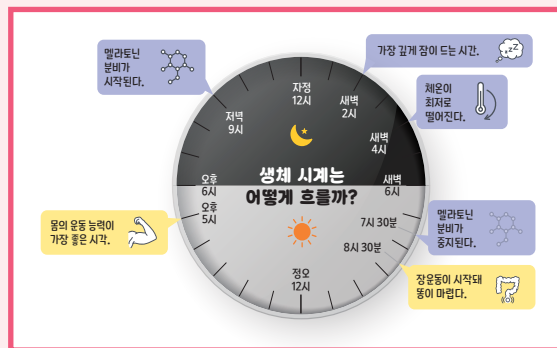 멜라토닌
분비가
시작된다.
가장 깊게 잠이 드는 시간.
zzZ
체온이
최저로
떨어진다.
자정
12시
새벽
2시
저녁
9시
새벽
4시
생체 시계는
어떻게 흐를까?
오후
6시
새벽
6시
오후
5시
7시 30분
8시 30분
정오
12시
몸의 운동 능력이
가장 좋은 시각.
멜라토닌
분비가
중지된다.
장운동이 시작돼
똥이 마렵다.